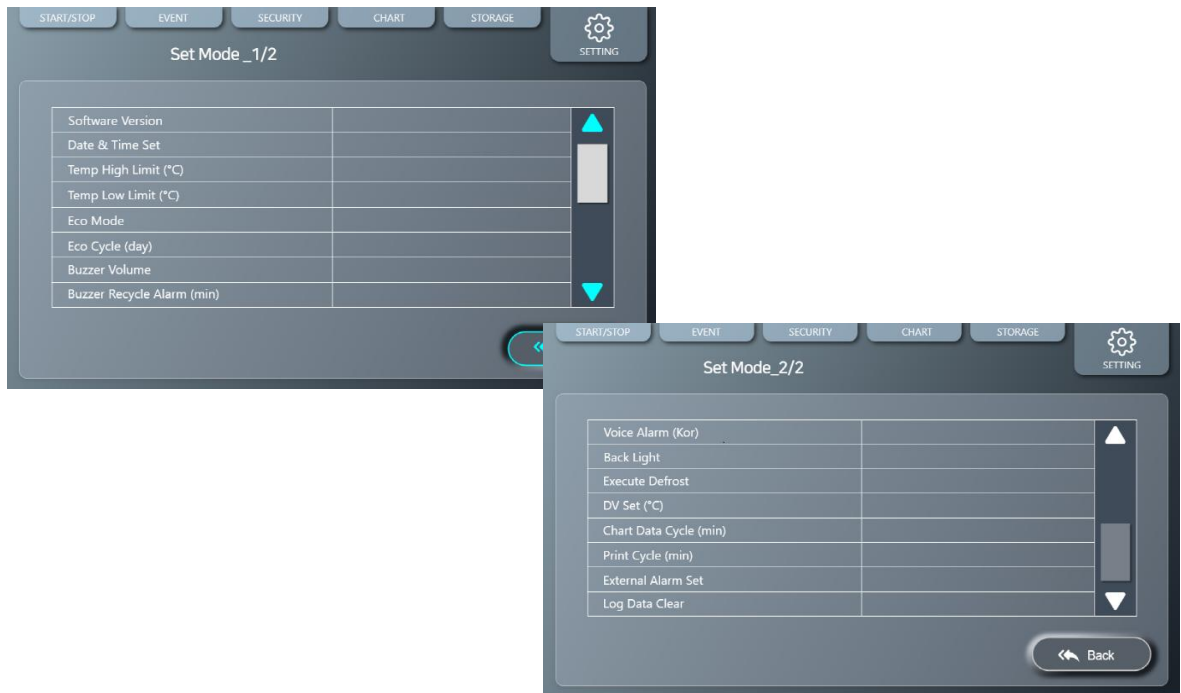 START/STOP EVENT SECURITY CHART STORAGE
SETTING
Set Mode _1/2
Software Version
Date & Time Set
Temp High Limit (°C)
Temp Low Limit (°C)
Eco Mode
Eco Cycle (day)
Buzzer Volume
Buzzer Recycle Alarm (min)
START/STOP EVENT SECURITY CHART STORAGE
SETTING
Set Mode_2/2
Voice Alarm (Kor)
Back Light
Execute Defrost
DV Set (°C)
Chart Data Cycle (min)
Print Cycle (min)
External Alarm Set
Log Data Clear
Back